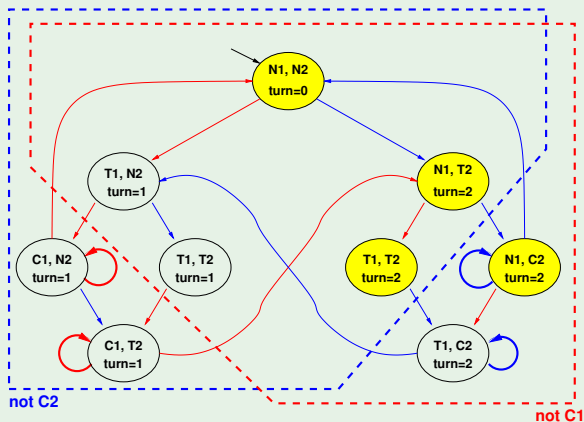 N1, N2
turn=0
T1, N2
turn=1
N1, T2
turn=2
C1, N2
turn=1
T1, T2
turn=1
T1, T2
turn=2
N1, C2
turn=2
C1, T2
turn=1
T1, C2
turn=2
not C2
not C1